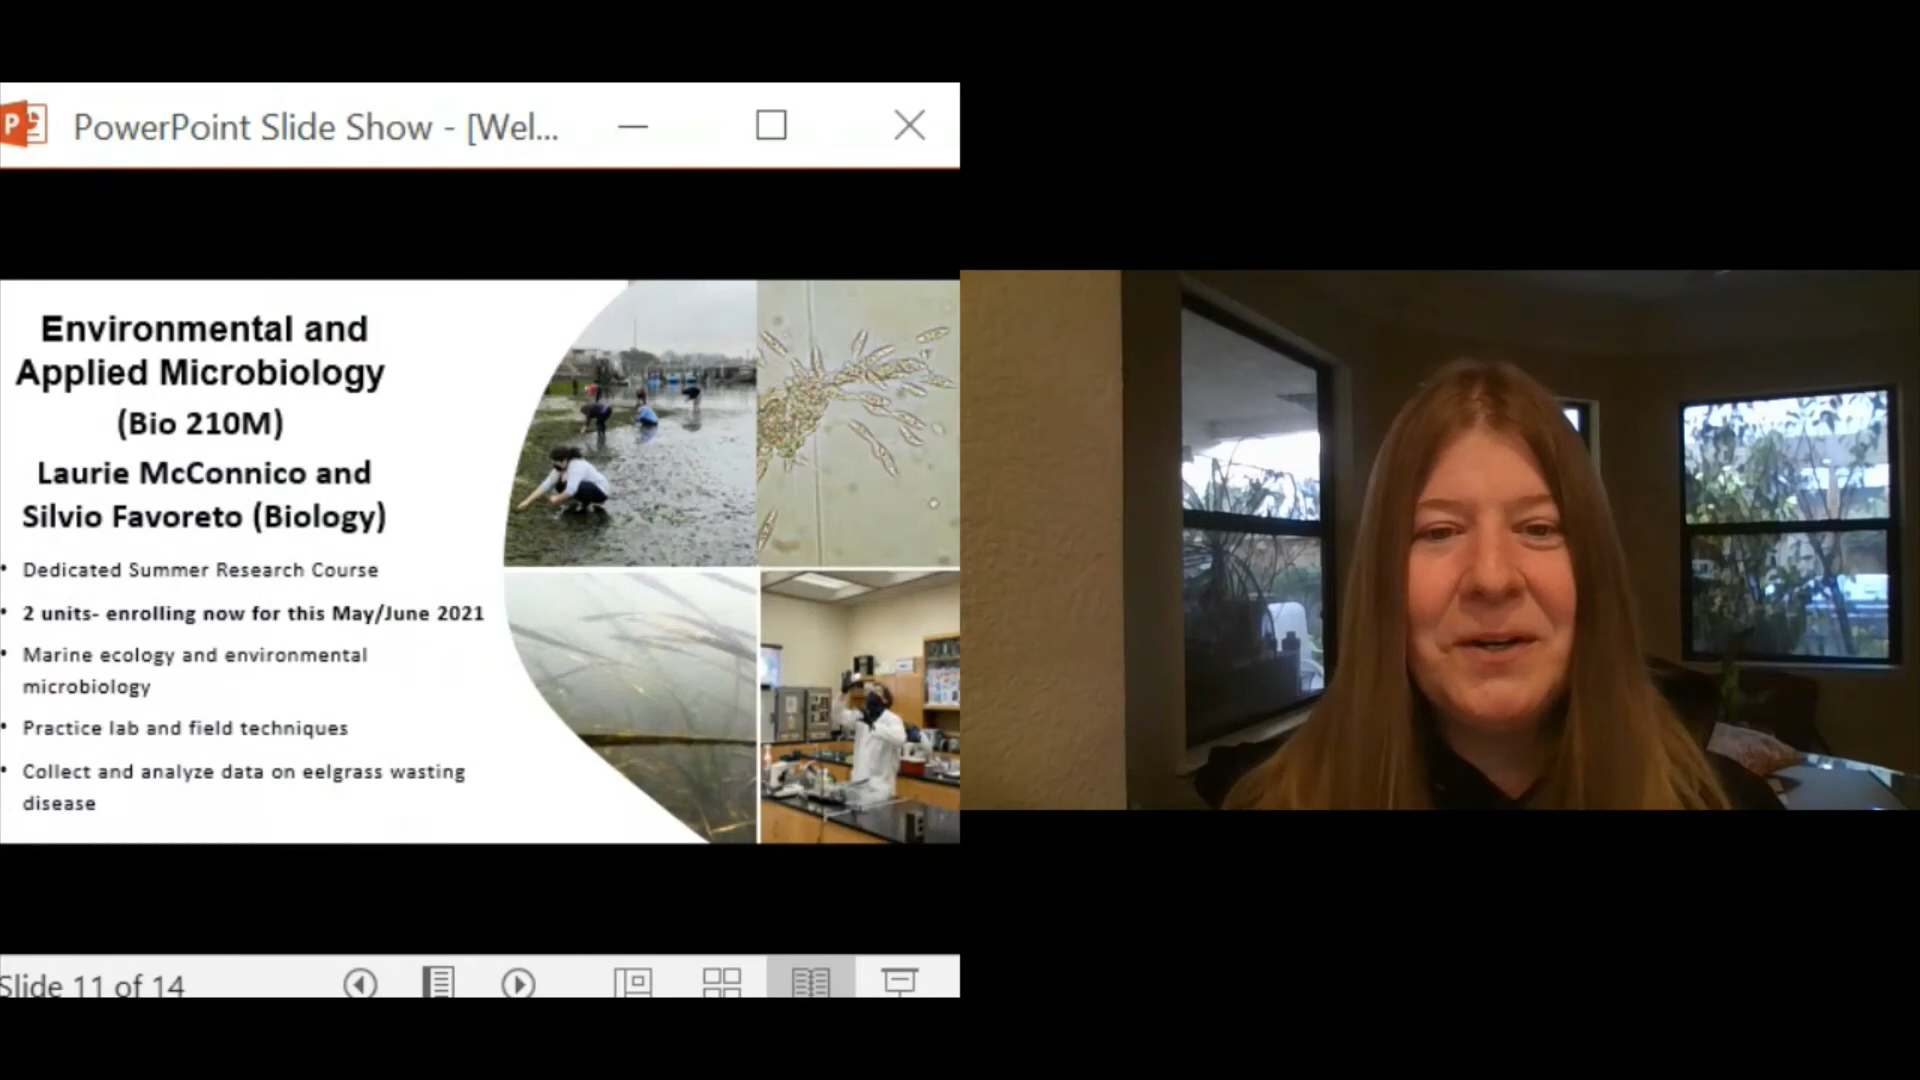 PowerPoint Slide Show - [Wel...
Environmental and
Applied Microbiology
(Bio 210M)
Laurie McConnico and
Silvio Favoreto (Biology)
• Dedicated Summer Research Course
• 2 units- enrolling now for this May/June 2021
• Marine ecology and environmental
microbiology
• Practice lab and field techniques
• Collect and analyze data on eelgrass wasting
disease
Slide 11 of 14